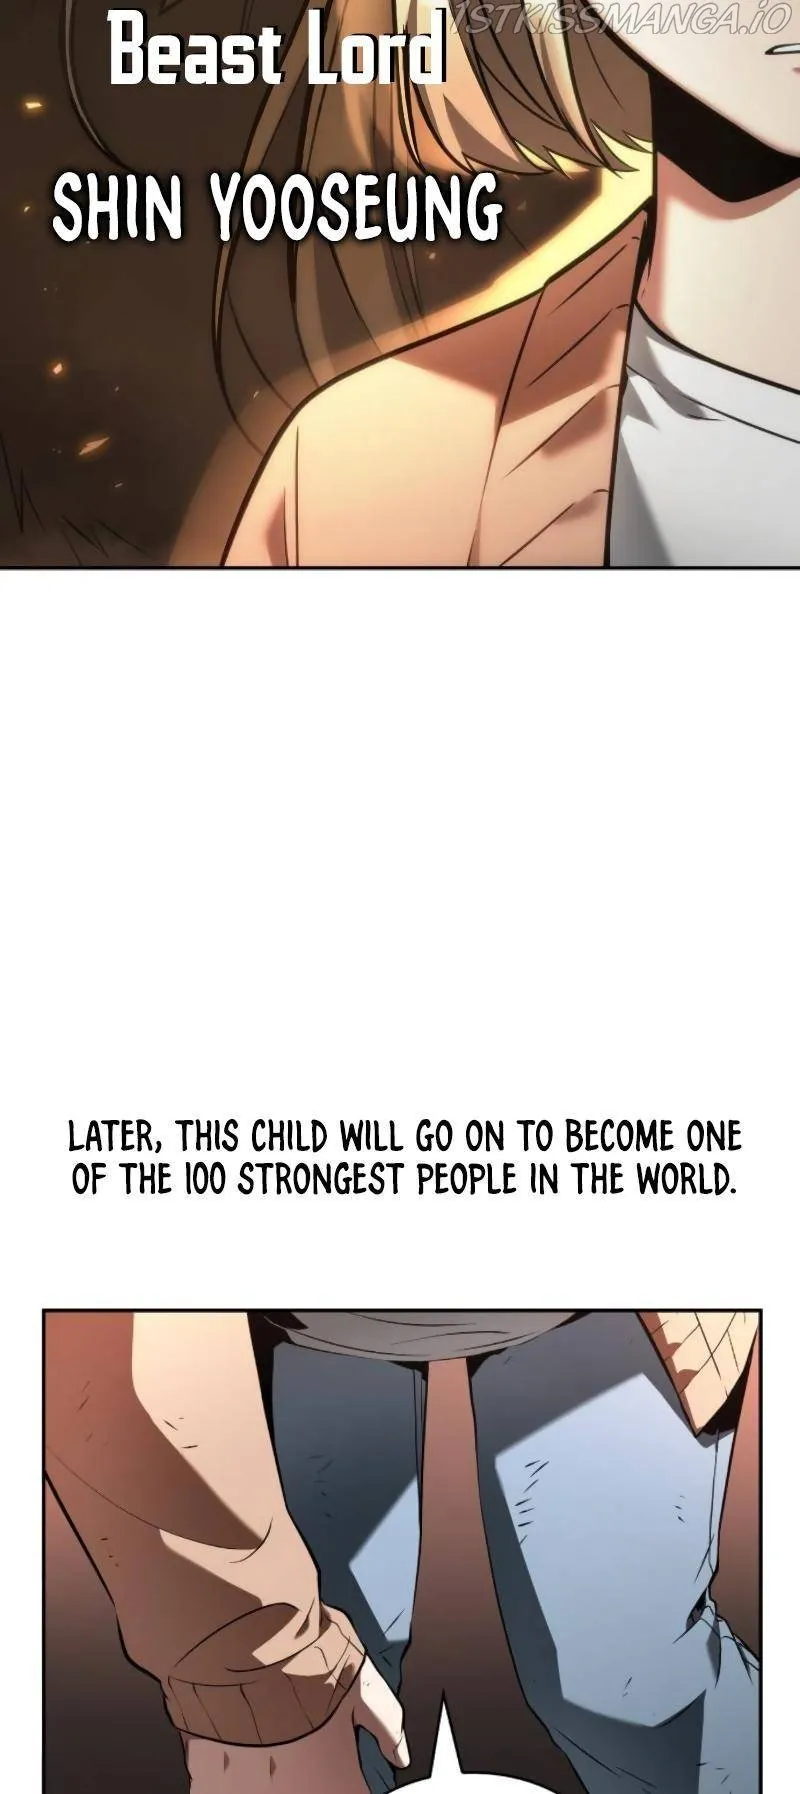 1STKISSMANGA.iO
Beast Lord
SHIN YOOSEUNG
LATER, THIS CHILD WILL GO ON TO BECOME ONE
OF THE 100 STRONGEST PEOPLE IN THE WORLD.